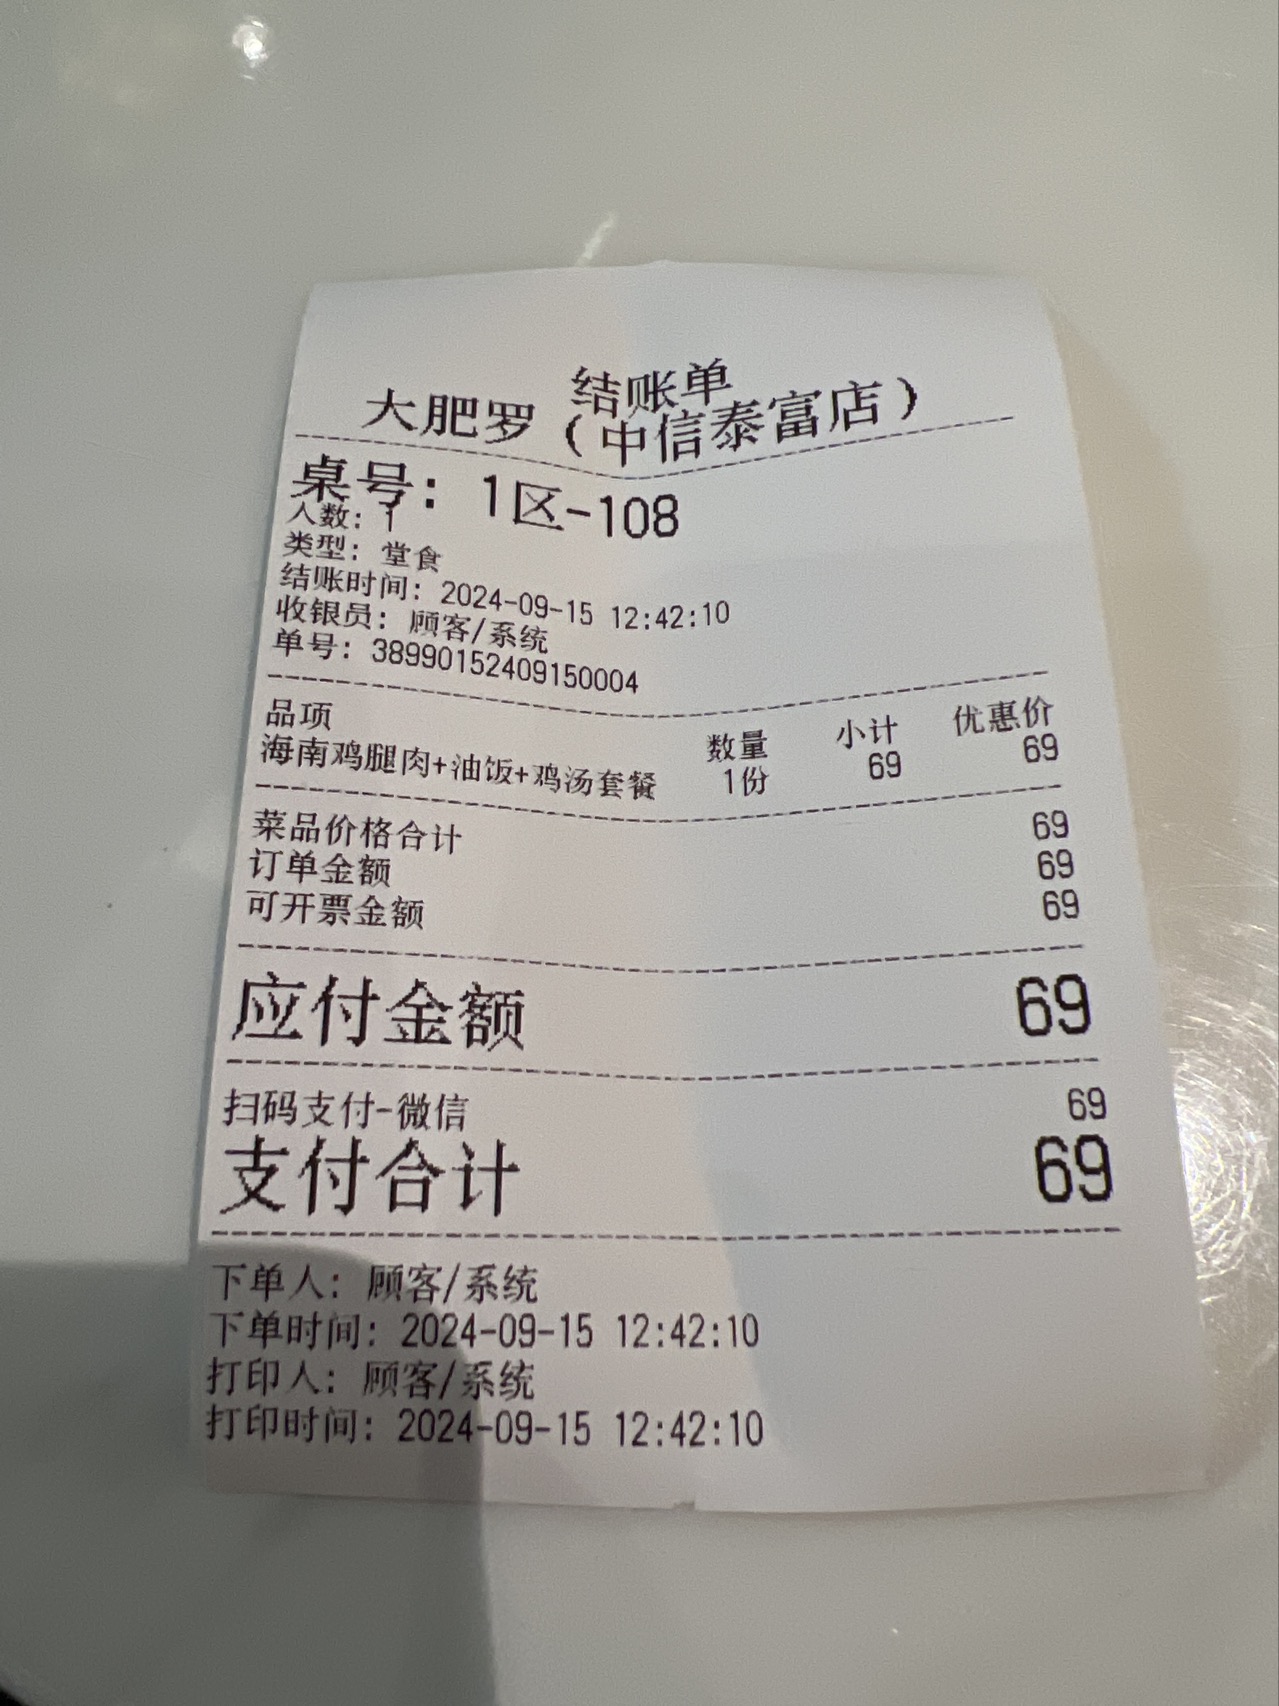 结账单
大肥罗（中信泰富店）
桌号：1区-108
人数：1
类型：堂食
结账时间：2024-09-15 12:42:10
收银员：顾客/系统
单号：38990152409150004
品项 数量 小计 优惠价
海南鸡腿肉+油饭+鸡汤套餐 1份 69 69
菜品价格合计 69
订单金额 69
可开票金额 69
应付金额 69
扫码支付-微信 69
支付合计 69
下单人：顾客/系统
下单时间：2024-09-15 12:42:10
打印人：顾客/系统
打印时间：2024-09-15 12:42:10